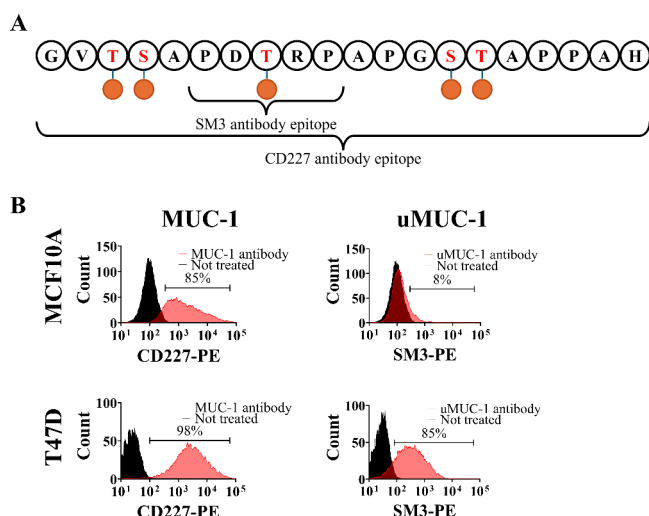 A
G V T S A P D T R P A P G S T A P P A H
SM3 antibody epitope
CD227 antibody epitope
B
MUC-1 uMUC-1
MCF10A
Count
150
100
50
0
MUC-1 antibody
Not treated
85%
10¹ 10² 10³ 10⁴ 10⁵
CD227-PE
Count
150
100
50
0
uMUC-1 antibody
Not treated
8%
10¹ 10² 10³ 10⁴ 10⁵
SM3-PE
T47D
Count
100
50
0
MUC-1 antibody
Not treated
98%
10¹ 10² 10³ 10⁴ 10⁵
CD227-PE
Count
100
50
0
uMUC-1 antibody
Not treated
85%
10¹ 10² 10³ 10⁴ 10⁵
SM3-PE